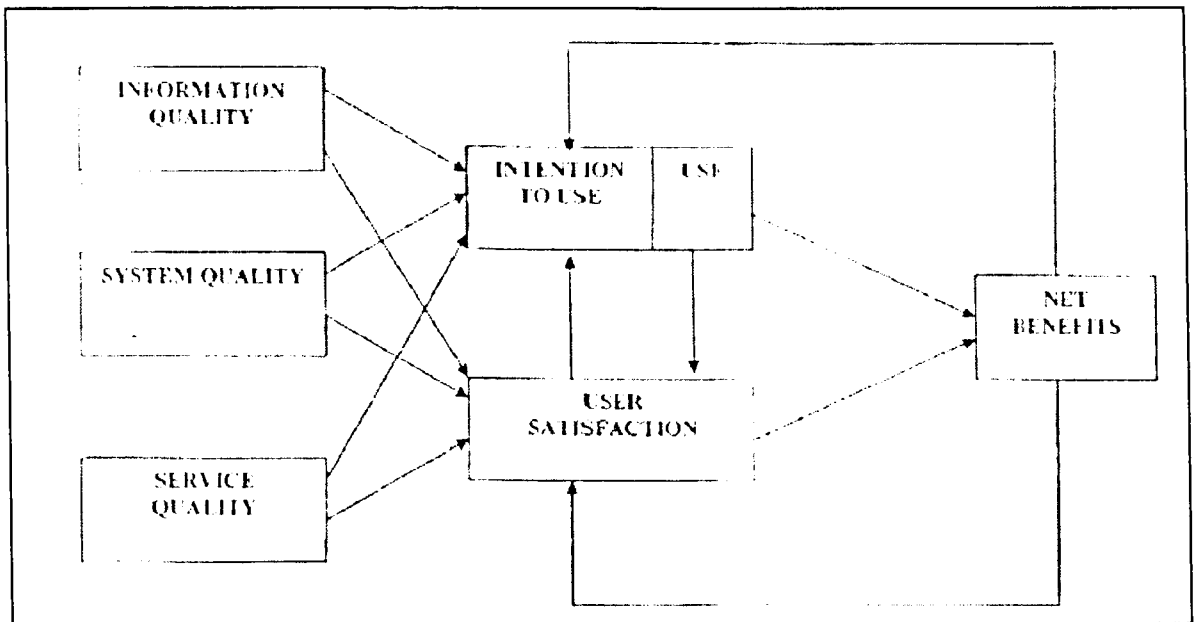 INFORMATION
QUALITY
INTENTION
TO USE
USE
SYSTEM QUALITY
NET
BENEFITS
USER
SATISFACTION
SERVICE
QUALITY